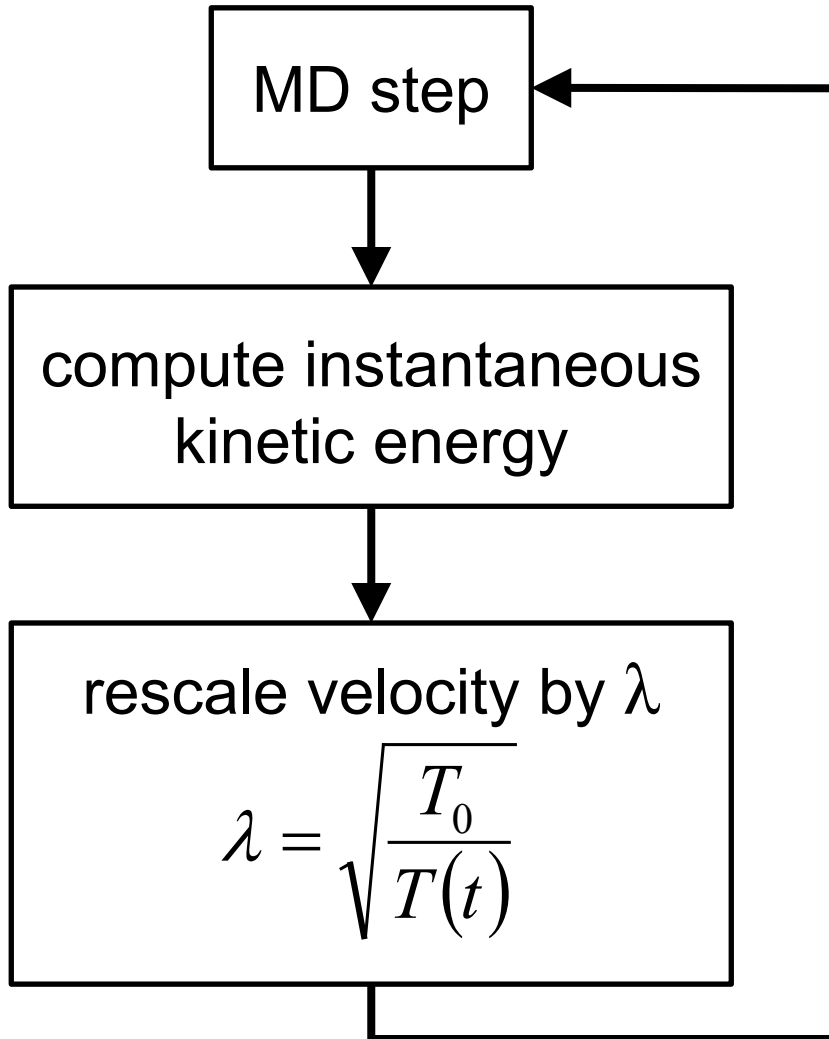 MD step
compute instantaneous
kinetic energy
rescale velocity by λ
λ = √(T₀/T(t))